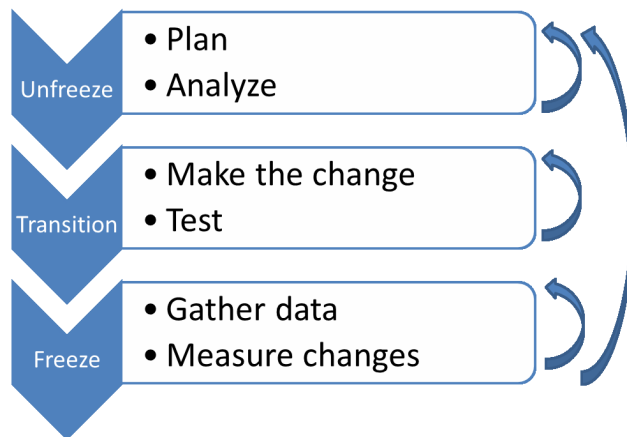 Unfreeze
• Plan
• Analyze
Transition
• Make the change
• Test
Freeze
• Gather data
• Measure changes